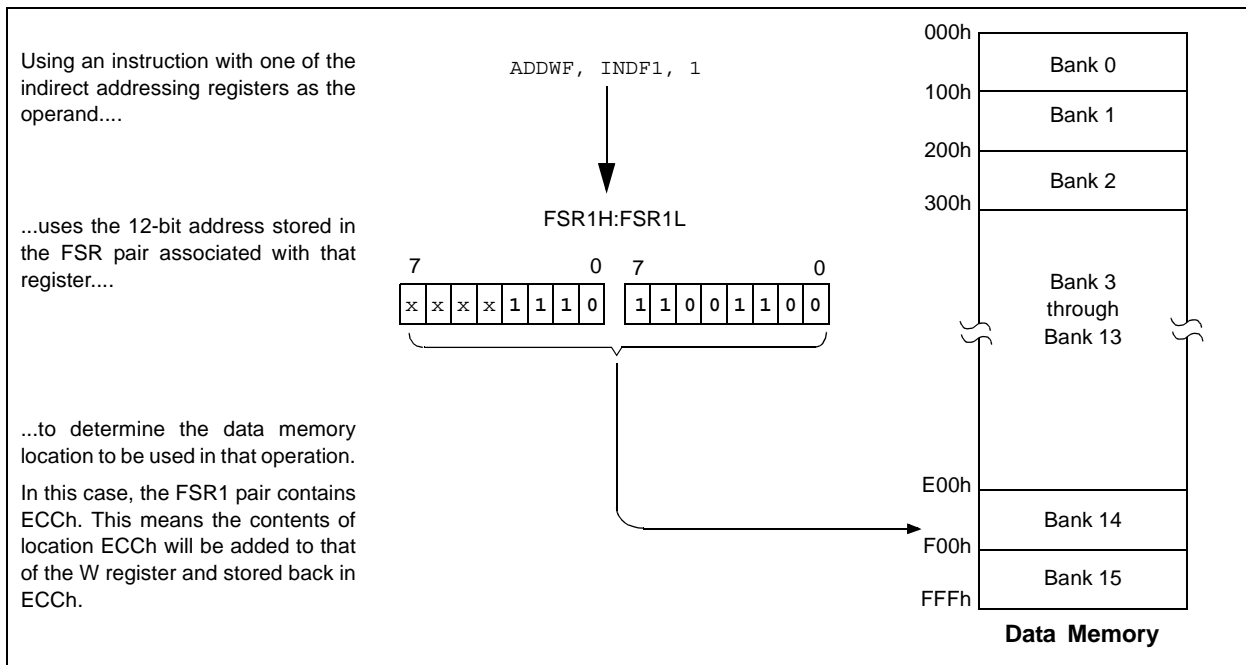 Using an instruction with one of the
indirect addressing registers as the
operand....
ADDWF, INDF1, 1
...uses the 12-bit address stored in
the FSR pair associated with that
register....
FSR1H:FSR1L
7 0 7 0
x x x x 1 1 1 0 1 1 0 0 1 1 0 0
...to determine the data memory
location to be used in that operation.
In this case, the FSR1 pair contains
ECCh. This means the contents of
location ECCh will be added to that
of the W register and stored back in
ECCh.
000h
Bank 0
100h
Bank 1
200h
Bank 2
300h
Bank 3
through
Bank 13
E00h
Bank 14
F00h
Bank 15
FFFh
Data Memory